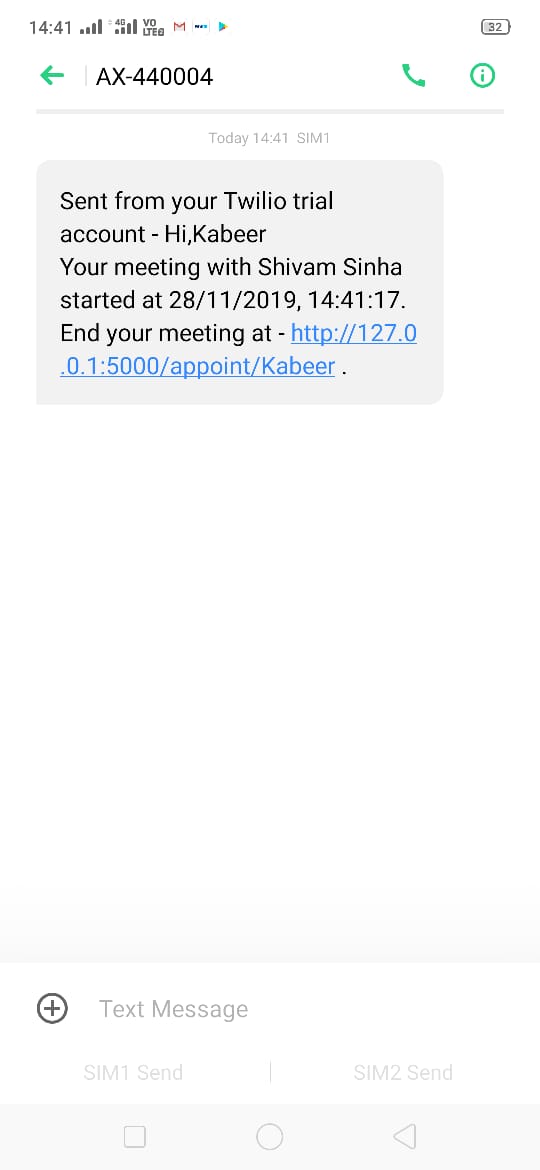 14:41 4G VO LTE 32
AX-440004
Today 14:41 SIM1
Sent from your Twilio trial
account - Hi,Kabeer
Your meeting with Shivam Sinha
started at 28/11/2019, 14:41:17.
End your meeting at - http://127.0
.0.1:5000/appoint/Kabeer .
Text Message
SIM1 Send SIM2 Send